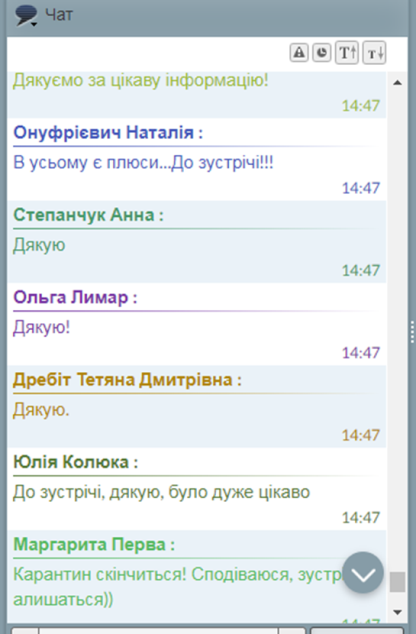 Чат
Дякуємо за цікаву інформацію!
14:47
Онуфрієвич Наталія :
В усьому є плюси...До зустрічі!!!
14:47
Степанчук Анна :
Дякую
14:47
Ольга Лимар :
Дякую!
14:47
Дребіт Тетяна Дмитрівна :
Дякую.
14:47
Юлія Колюка :
До зустрічі, дякую, було дуже цікаво
14:47
Маргарита Перва :
Карантин скінчиться! Сподіваюся, зустр
алишаться))
14:47